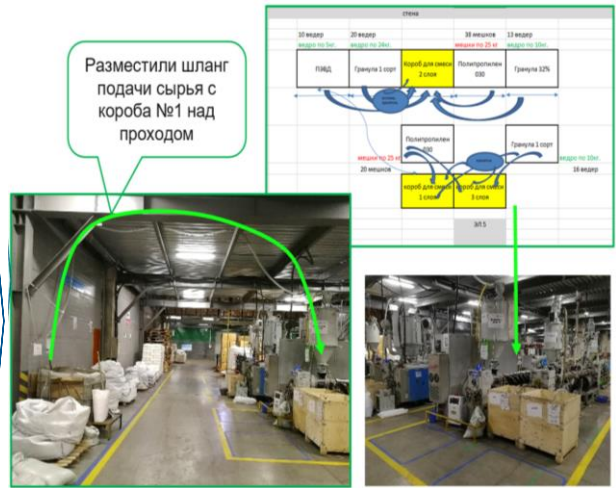 Разместили шланг
подачи сырья с
короба №1 над
проходом
стена
10 ведер 20 ведер 30 мешков 13 ведер
ведро по 5кг. ведро по 24кг. мешки по 25 кг ведро по 10кг.
ПЭВД Гранула 1 сорт Короб для смеси
2 слоя Полипропилен
030 Гранула 32%
Полипропилен
030
Гранула 1 сорт
мешки по 25 кг ведро по 10кг.
20 мешков 16 ведер
короб для смеси
1 слоя
короб для смеси
3 слоя
ЭЛ 5